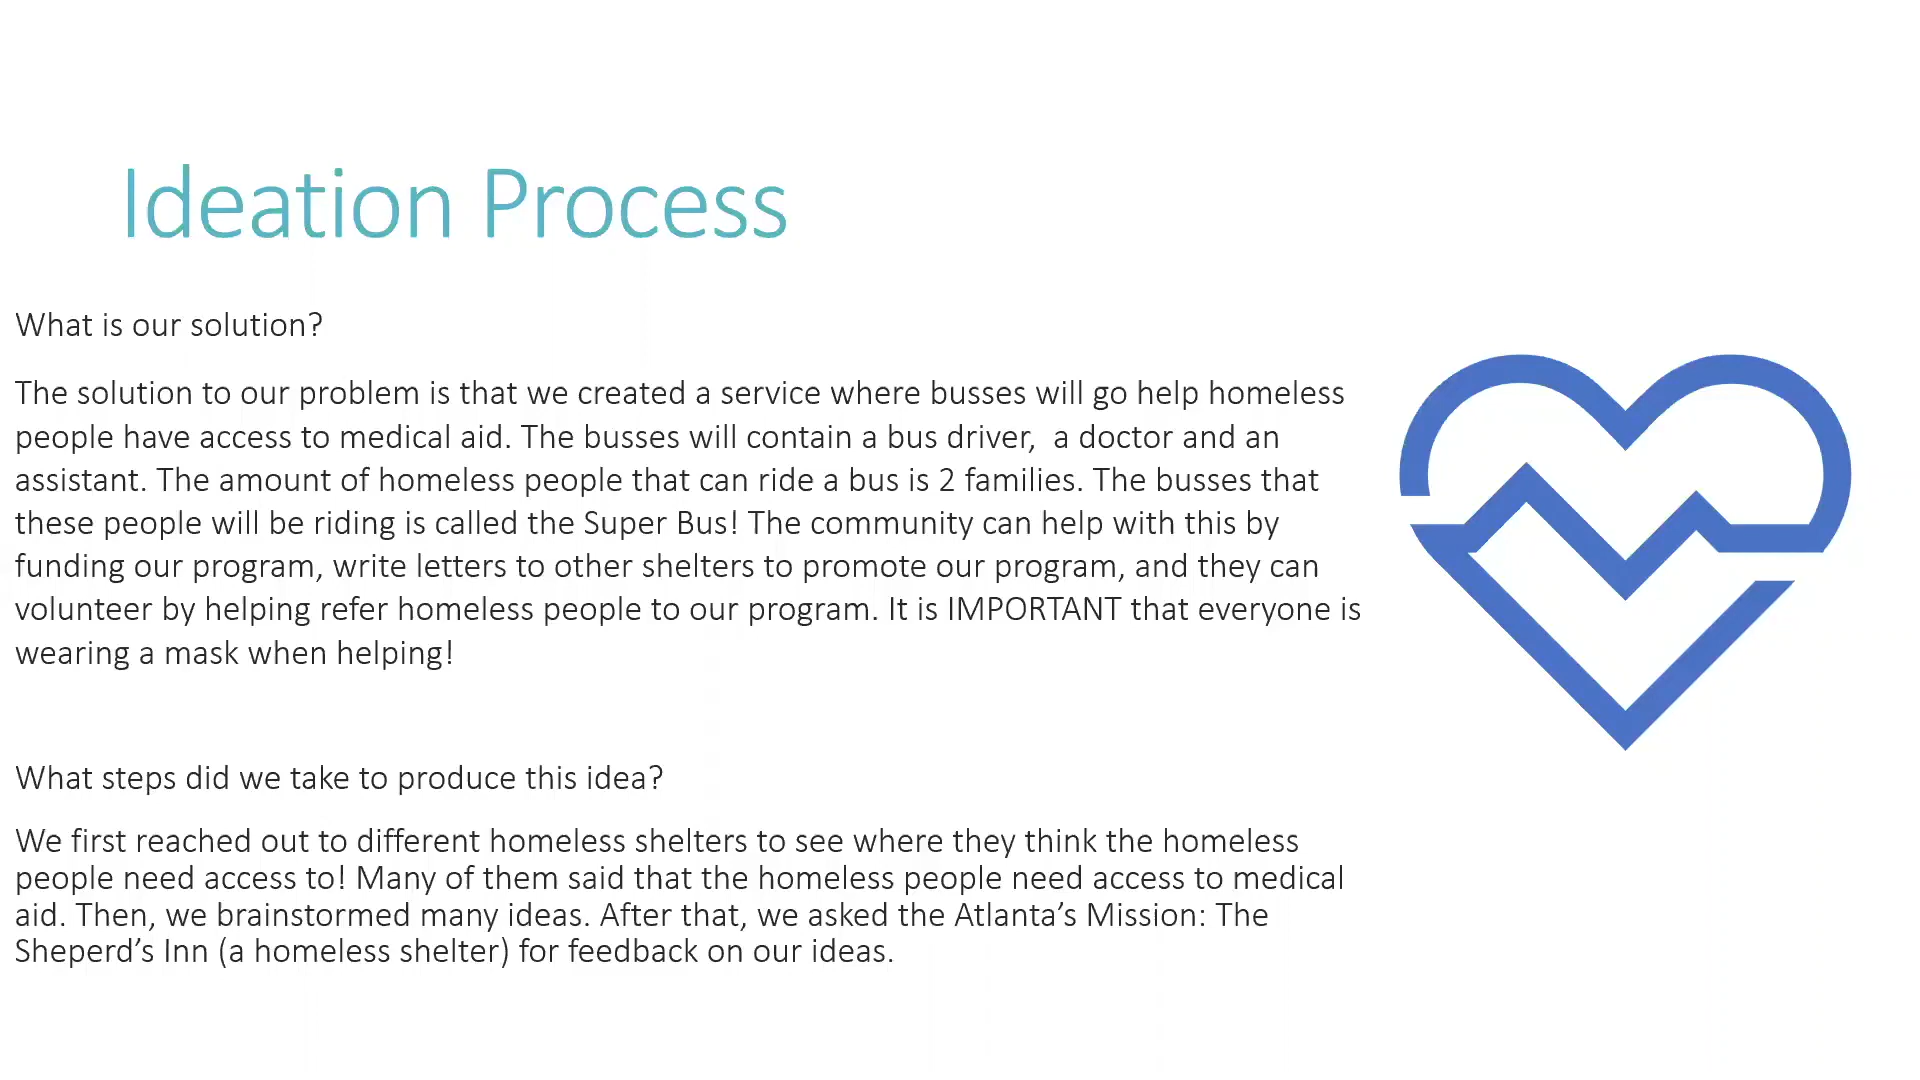 Ideation Process
What is our solution?
The solution to our problem is that we created a service where busses will go help homeless
people have access to medical aid. The busses will contain a bus driver,  a doctor and an
assistant. The amount of homeless people that can ride a bus is 2 families. The busses that
these people will be riding is called the Super Bus! The community can help with this by
funding our program, write letters to other shelters to promote our program, and they can
volunteer by helping refer homeless people to our program. It is IMPORTANT that everyone is
wearing a mask when helping!
What steps did we take to produce this idea?
We first reached out to different homeless shelters to see where they think the homeless
people need access to! Many of them said that the homeless people need access to medical
aid. Then, we brainstormed many ideas. After that, we asked the Atlanta’s Mission: The
Sheperd’s Inn (a homeless shelter) for feedback on our ideas.